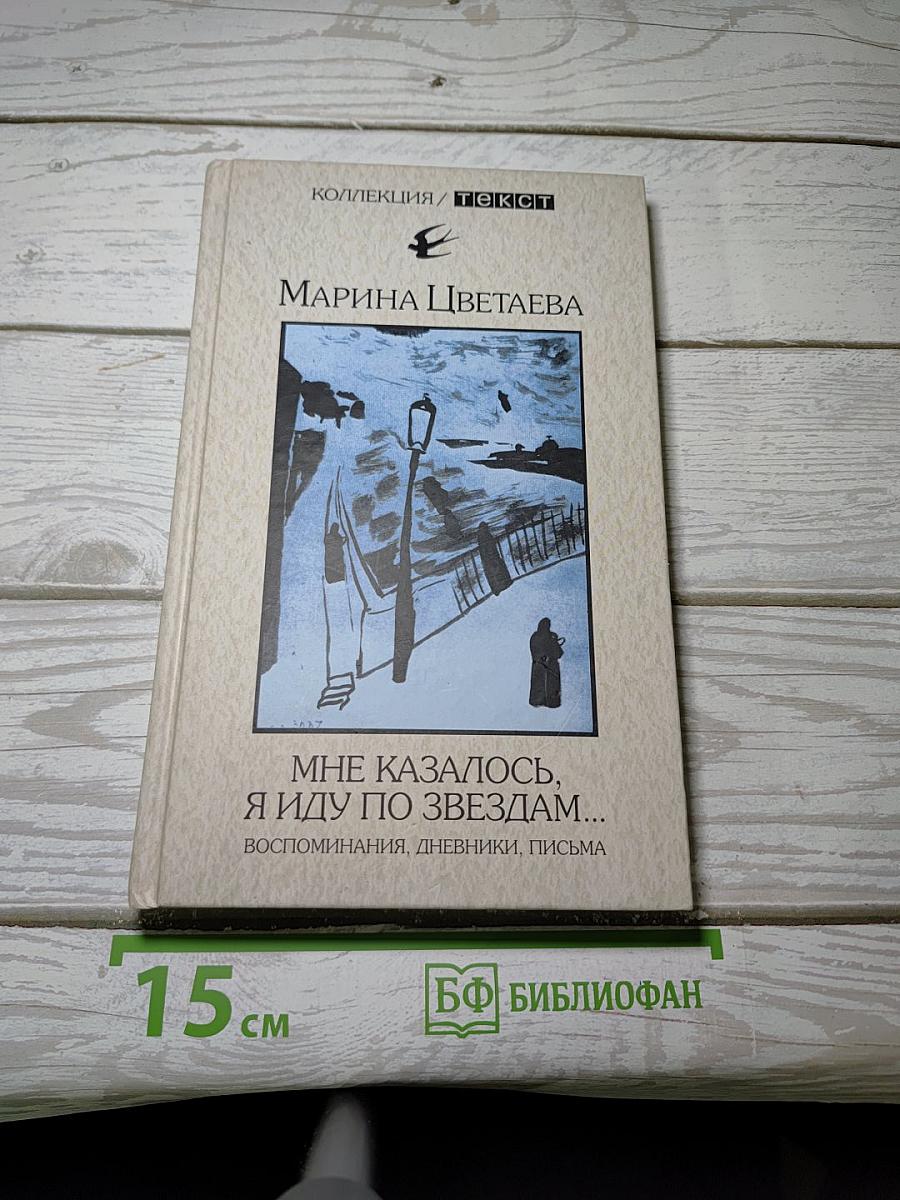 КОЛЛЕКЦИЯ/ ТЕКСТ
МАРИНА ЦВЕТАЕВА
МНЕ КАЗАЛОСЬ,
Я ИДУ ПО ЗВЕЗДАМ...
ВОСПОМИНАНИЯ, ДНЕВНИКИ, ПИСЬМА
15 см
БФ БИБЛИОФАН